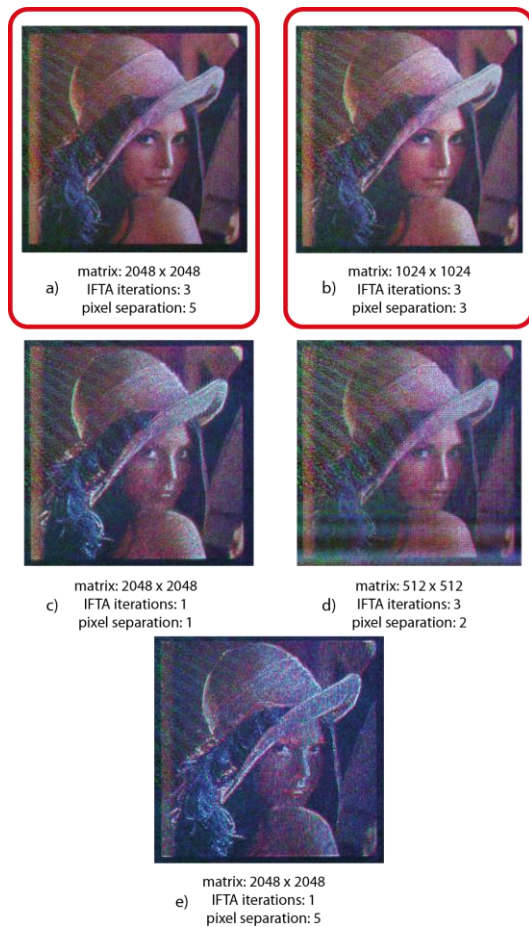 matrix: 2048 x 2048
a) IFTA iterations: 3
pixel separation: 5
matrix: 1024 x 1024
b) IFTA iterations: 3
pixel separation: 3
matrix: 2048 x 2048
c) IFTA iterations: 1
pixel separation: 1
matrix: 512 x 512
d) IFTA iterations: 3
pixel separation: 2
matrix: 2048 x 2048
e) IFTA iterations: 1
pixel separation: 5